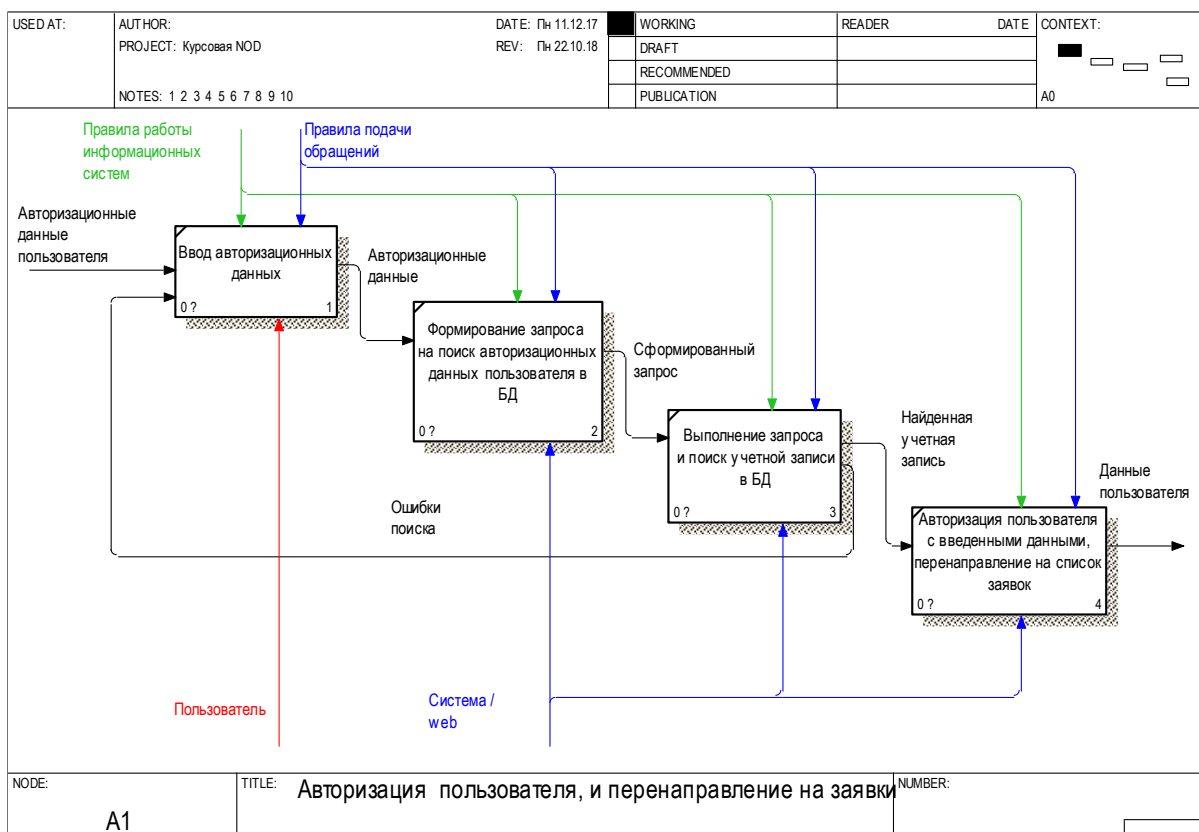 USED AT:
AUTHOR:
DATE: Пн 11.12.17
WORKING
READER
DATE
CONTEXT:
PROJECT: Курсовая NOD
REV: Пн 22.10.18
DRAFT
RECOMMENDED
NOTES: 1 2 3 4 5 6 7 8 9 10
PUBLICATION
A0
Правила работы
информационных
систем
Правила подачи
обращений
Авторизационные
данные
пользователя
Ввод авторизационных
данных
0 ?
1
Авторизационные
данные
Формирование запроса
на поиск авторизационных
данных пользователя в
БД
0 ?
2
Сформированный
запрос
Выполнение запроса
и поиск учетной записи
в БД
0 ?
3
Найденная
учетная
запись
Данные
пользователя
Ошибки
поиска
Авторизация пользователя
с введенными данными,
перенаправление на список
заявок
0 ?
4
Пользователь
Система /
web
NODE:
A1
TITLE:
Авторизация пользователя, и перенаправление на заявки
NUMBER: